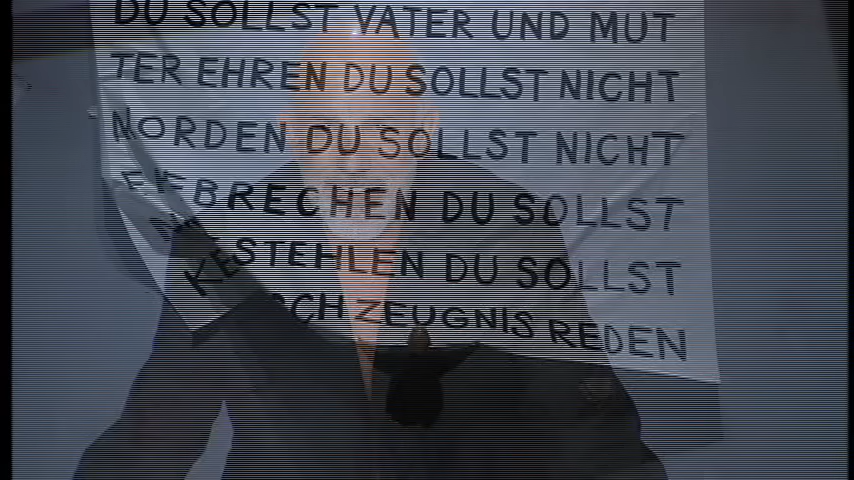 DU SOLLST VATER UND MUT
TER EHREN DU SOLLST NICHT
MORDEN DU SOLLST NICHT
EHEBRECHEN DU SOLLST
STEHLEN DU SOLLST
ZEUGNIS REDEN